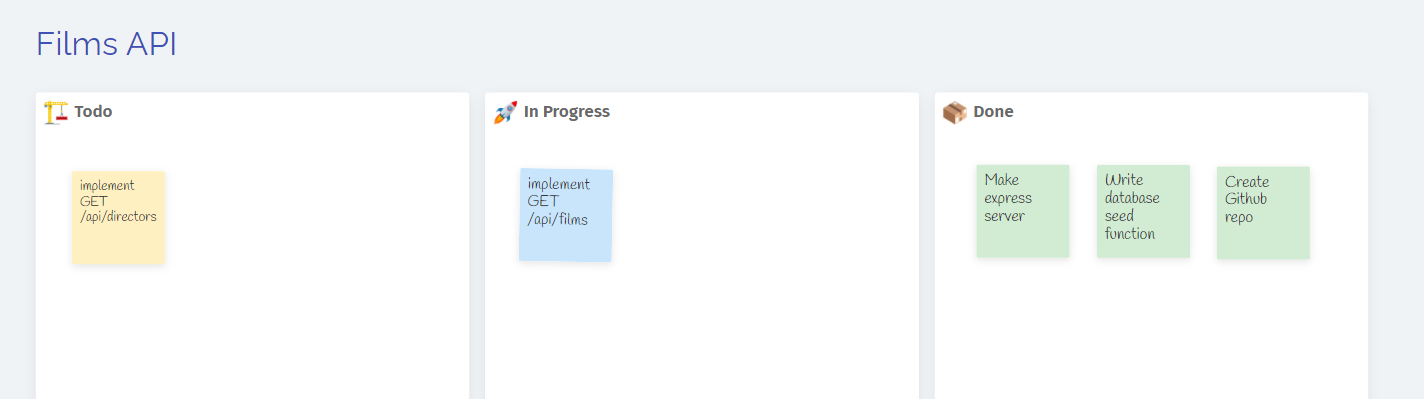 Films API
Todo
implement
GET
/api/directors
In Progress
implement
GET
/api/films
Done
Make
express
server
Write
database
seed
function
Create
Github
repo